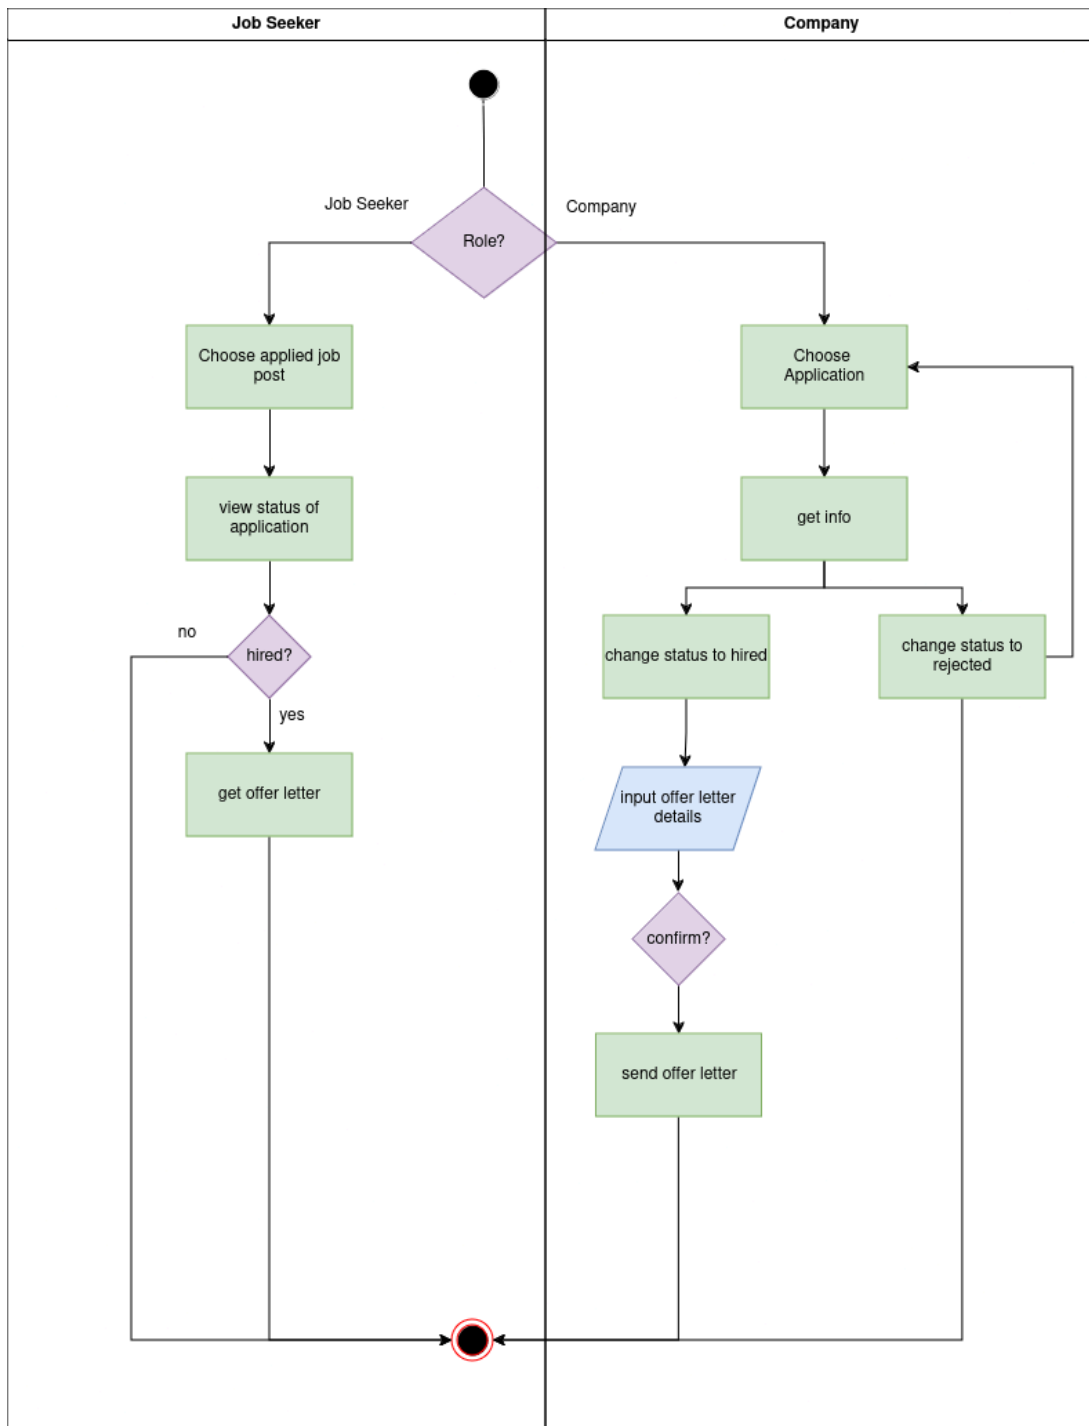 Job Seeker
Company
Job Seeker
Company
Role?
Choose applied job
post
Choose
Application
view status of
application
get info
no
hired?
change status to hired
change status to
rejected
yes
get offer letter
input offer letter
details
confirm?
send offer letter